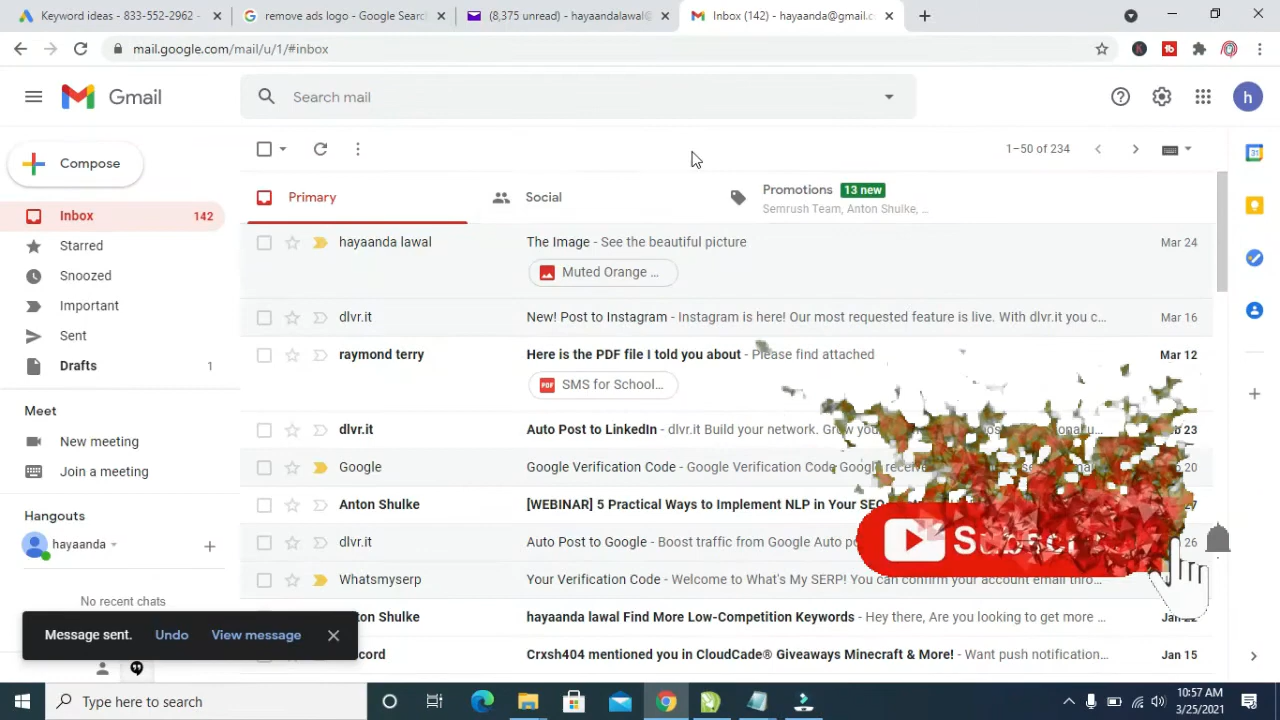 Keyword ideas - 833-552-2962 -
remove ads logo - Google Searc
(8,375 unread) - hayaandalawal@
Inbox (142) - hayaanda@gmail.c
mail.google.com/mail/u/1/#inbox
Gmail
Search mail
h
Compose
1–50 of 234
Primary
Social
Promotions 13 new
Semrush Team, Anton Shulke, ...
Inbox 142
Starred
Snoozed
Important
Sent
Drafts 1
Meet
New meeting
Join a meeting
Hangouts
hayaanda
No recent chats
hayaanda lawal The Image - See the beautiful picture Mar 24
Muted Orange ...
dlvr.it New! Post to Instagram - Instagram is here! Our most requested feature is live. With dlvr.it you c... Mar 16
raymond terry Here is the PDF file I told you about - Please find attached Mar 12
PDF SMS for School...
dlvr.it Auto Post to LinkedIn - dlvr.it Build your network. Grow 23
Google Google Verification Code - Google Verification Code Google 20
Anton Shulke [WEBINAR] 5 Practical Ways to Implement NLP in Your SEO
dlvr.it Auto Post to Google - Boost traffic from Google Auto 26
Whatsmyserp Your Verification Code - Welcome to What's My SERP! You can confirm your account email thro...
Shulke hayaanda lawal Find More Low-Competition Keywords - Hey there, Are you looking to get more ...
Crxsh404 mentioned you in CloudCade® Giveaways Minecraft & More! - Want push notification... Jan 15
Message sent. Undo View message
Type here to search
10:57 AM
3/25/2021